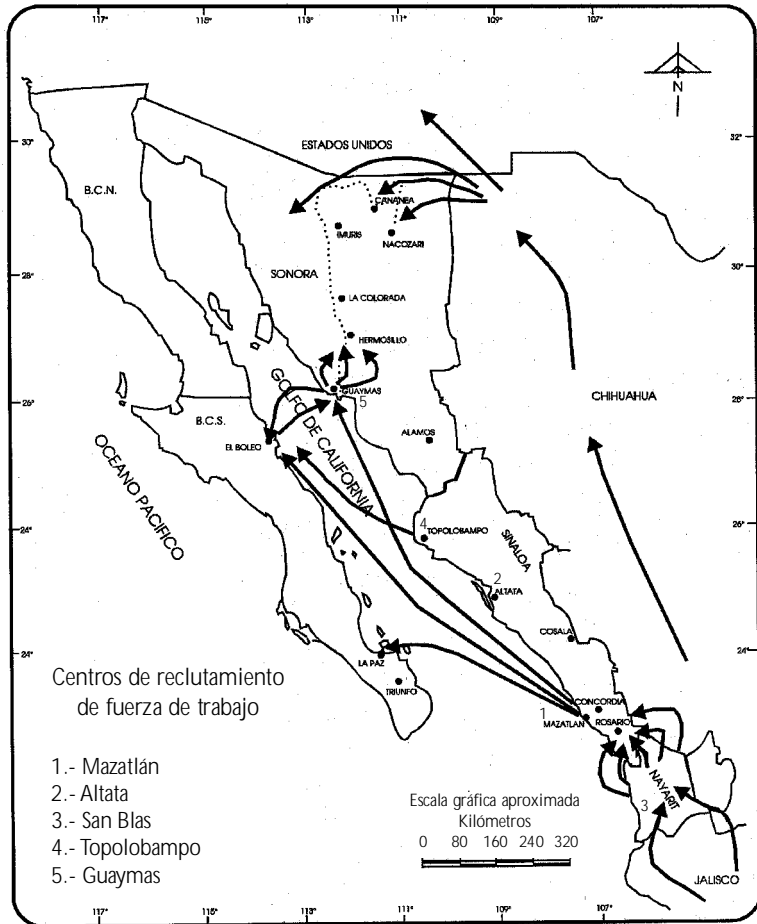 117° 115° 113° 111° 109° 107°
N
30°
32°
ESTADOS UNIDOS
B.C.N.
CANANEA
IMURIS
NACOZARI
28°
30°
SONORA
LA COLORADA
HERMOSILLO
GUAYMAS
5
CHIHUAHUA
26°
28°
GOLFO DE CALIFORNIA
B.C.S.
EL BOLEO
ALAMOS
OCEANO PACIFICO
24°
26°
4
TOPOLOBAMPO
SINALOA
2
ALTATA
COSALA
24°
24°
LA PAZ
TRIUNFO
Centros de reclutamiento
de fuerza de trabajo
CONCORDIA
1
MAZATLAN
ROSARIO
1.- Mazatlán
2.- Altata
3.- San Blas
4.- Topolobampo
5.- Guaymas
Escala gráfica aproximada
Kilómetros
0 80 160 240 320
NAYARIT
3
JALISCO
117° 115° 113° 111° 109° 107°